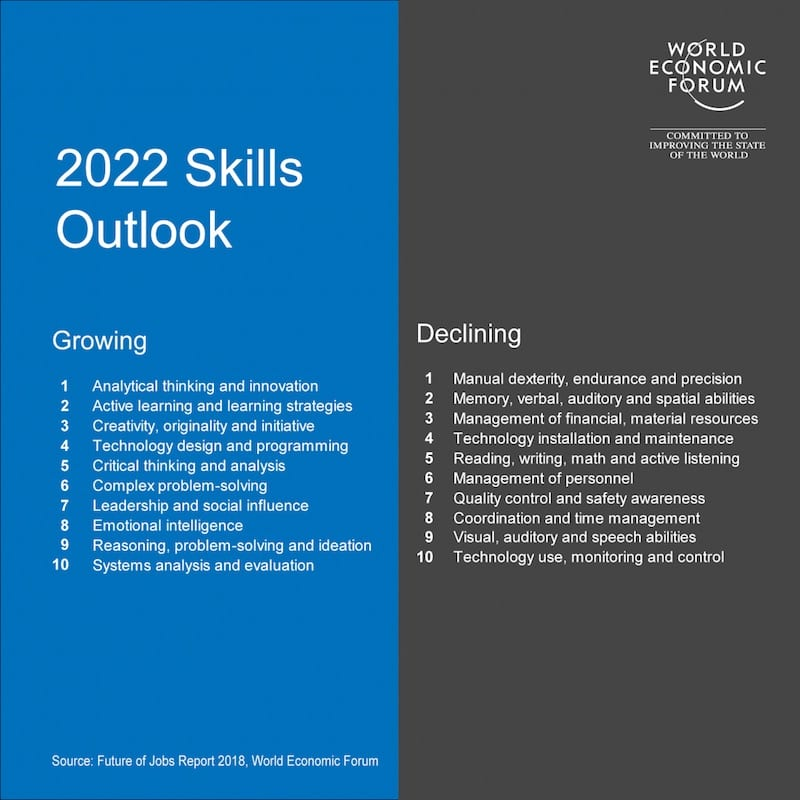 WORLD
ECONOMIC
FORUM
COMMITTED TO
IMPROVING THE STATE
OF THE WORLD
2022 Skills
Outlook
Growing
1 Analytical thinking and innovation
2 Active learning and learning strategies
3 Creativity, originality and initiative
4 Technology design and programming
5 Critical thinking and analysis
6 Complex problem-solving
7 Leadership and social influence
8 Emotional intelligence
9 Reasoning, problem-solving and ideation
10 Systems analysis and evaluation
Declining
1 Manual dexterity, endurance and precision
2 Memory, verbal, auditory and spatial abilities
3 Management of financial, material resources
4 Technology installation and maintenance
5 Reading, writing, math and active listening
6 Management of personnel
7 Quality control and safety awareness
8 Coordination and time management
9 Visual, auditory and speech abilities
10 Technology use, monitoring and control
Source: Future of Jobs Report 2018, World Economic Forum